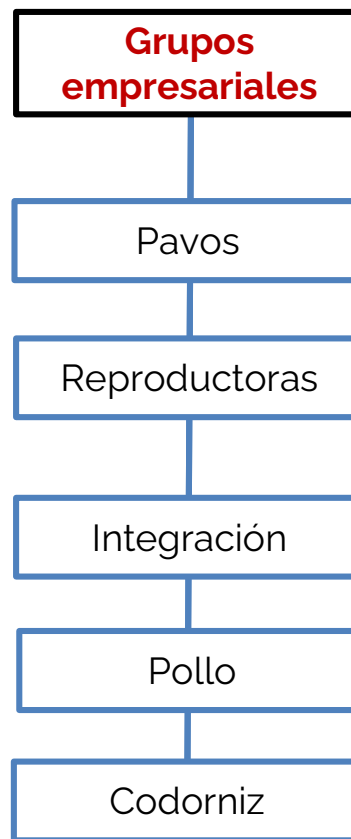 Grupos
empresariales
Pavos
Reproductoras
Integración
Pollo
Codorniz